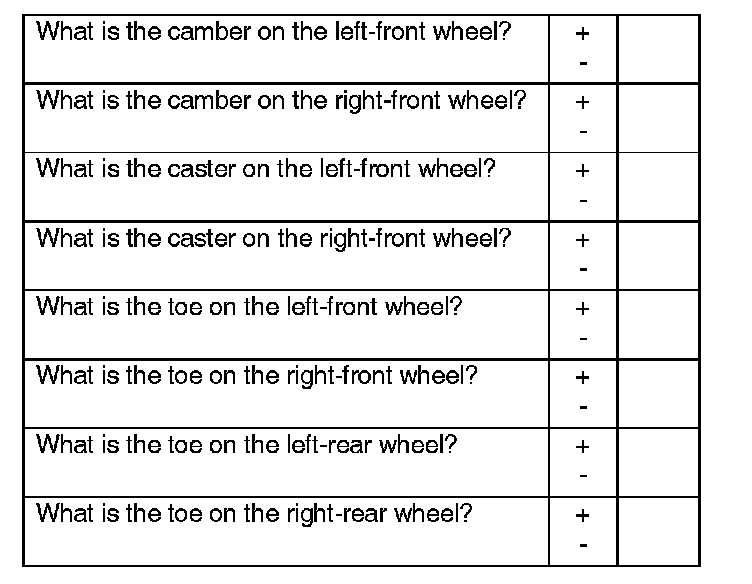 What is the camber on the left-front wheel? +
-
What is the camber on the right-front wheel? +
-
What is the caster on the left-front wheel? +
-
What is the caster on the right-front wheel? +
-
What is the toe on the left-front wheel? +
-
What is the toe on the right-front wheel? +
-
What is the toe on the left-rear wheel? +
-
What is the toe on the right-rear wheel? +
-